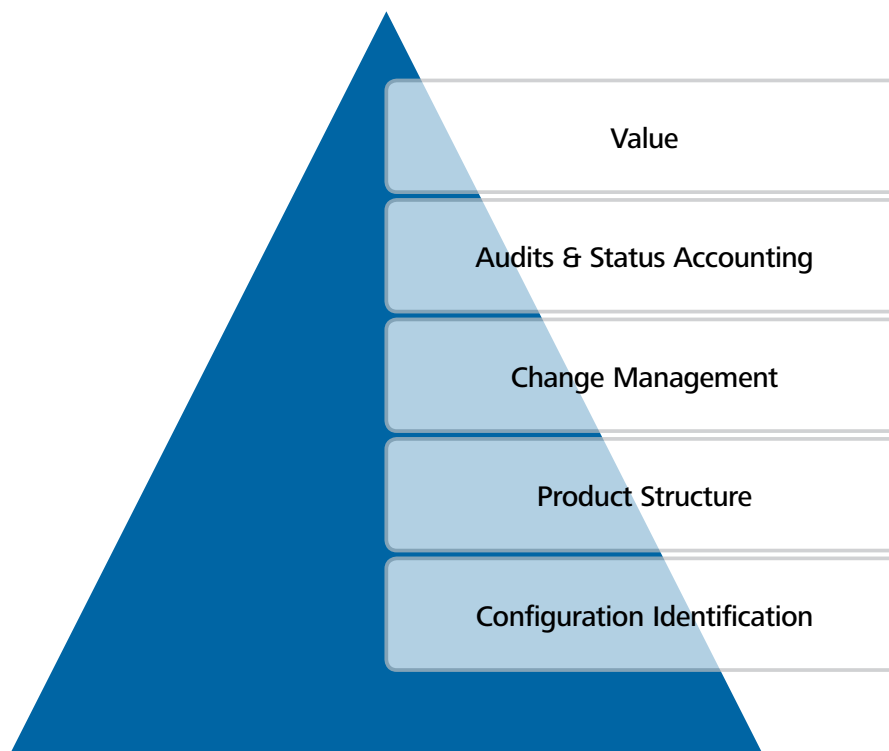 Value
Audits & Status Accounting
Change Management
Product Structure
Configuration Identification